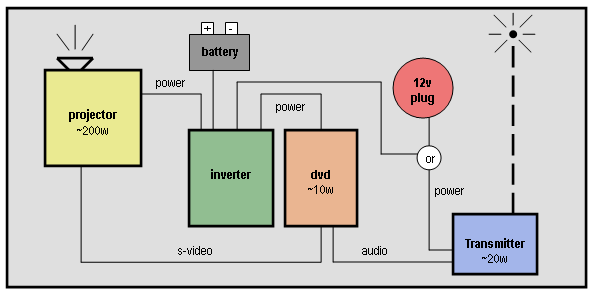 + -
battery
power
12v
plug
projector
~200w
power
or
inverter
dvd
~10w
power
s-video
audio
Transmitter
~20w